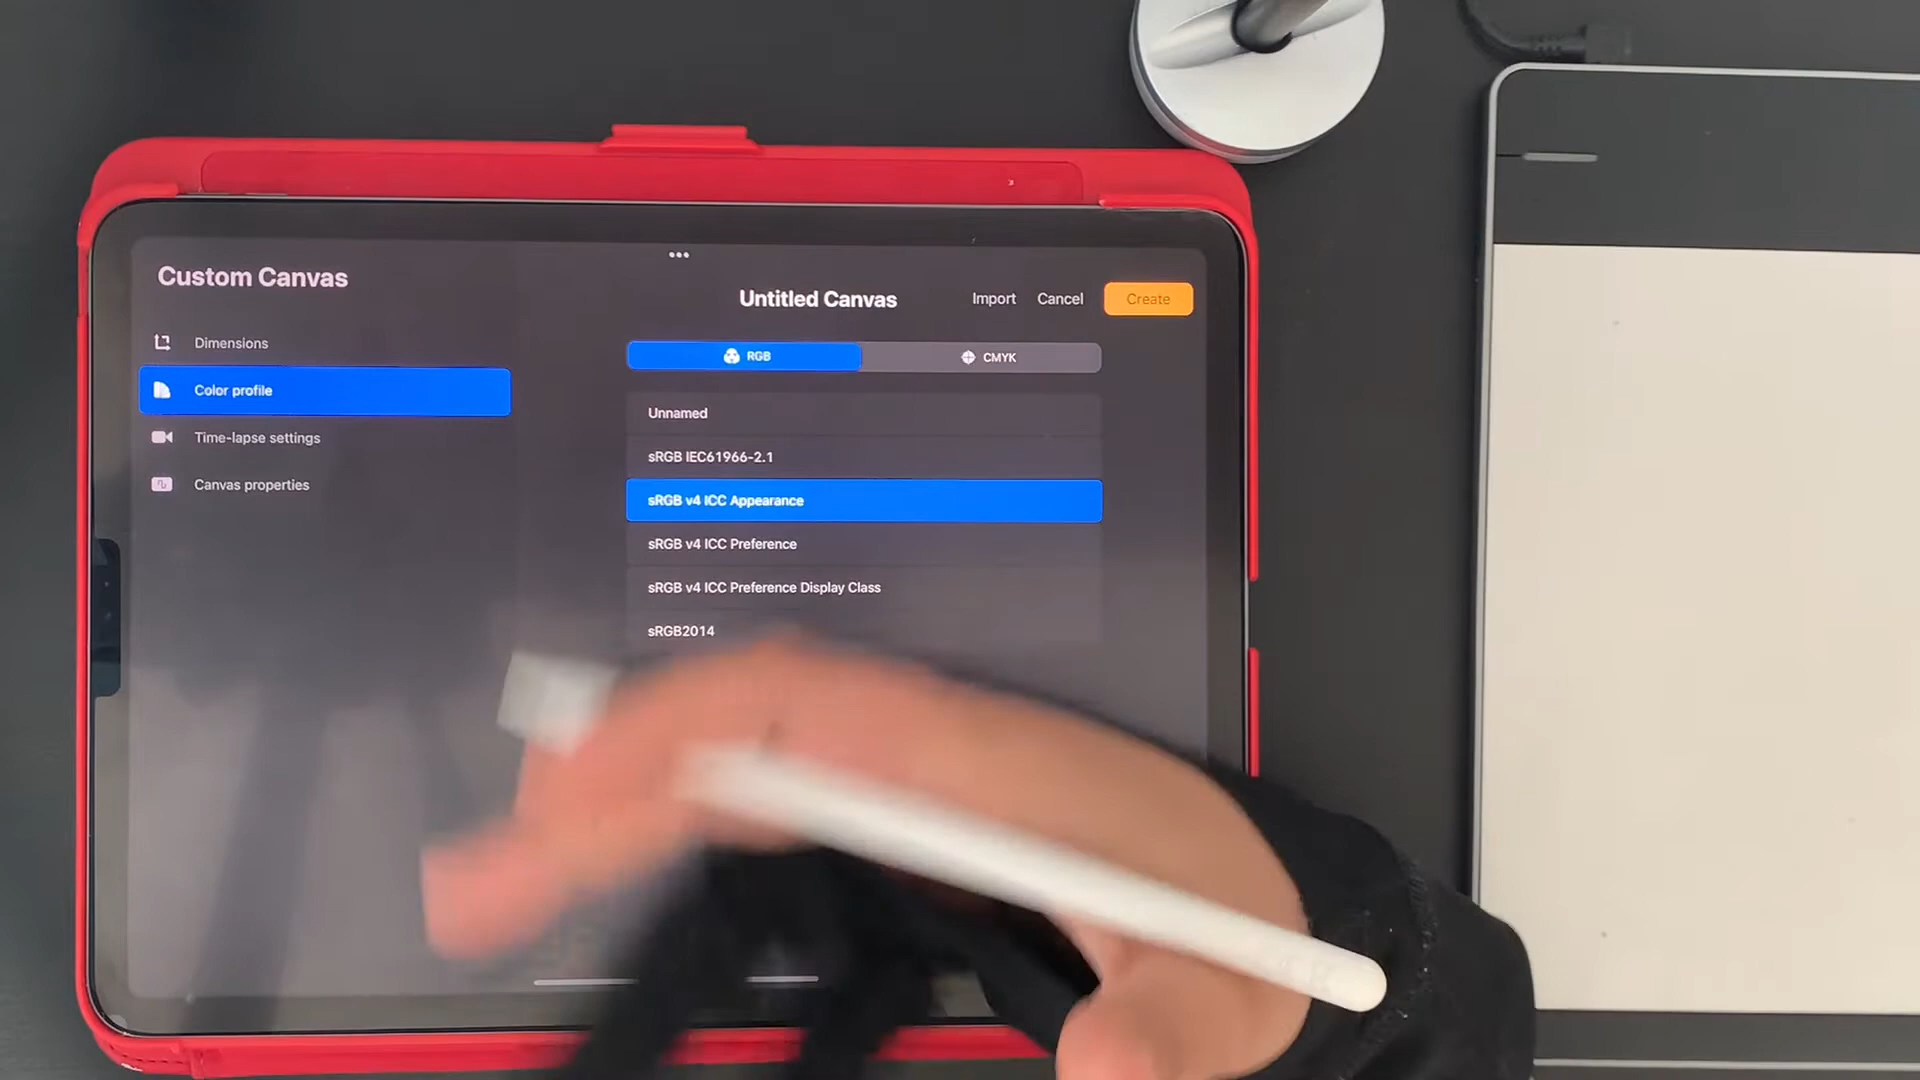 Custom Canvas
Untitled Canvas
Import
Cancel
Create
Dimensions
Color profile
Time-lapse settings
Canvas properties
RGB
CMYK
Unnamed
sRGB IEC61966-2.1
sRGB v4 ICC Appearance
sRGB v4 ICC Preference
sRGB v4 ICC Preference Display Class
sRGB2014